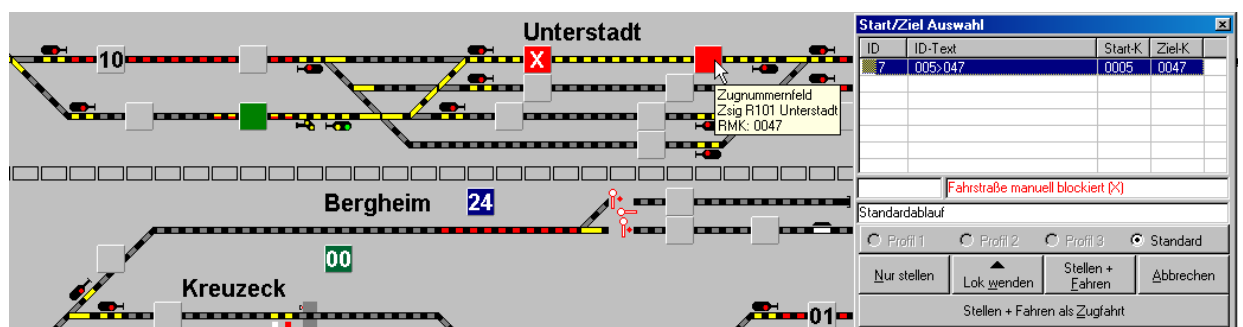 Unterstadt
10
X
Zugnummernfeld
Zsig R101 Unterstadt
RMK: 0047
Bergheim
24
00
Kreuzeck
01
Start/Ziel Auswahl
ID ID-Text Start-K Ziel-K
7 005>047 0005 0047
Fahrstraße manuell blockiert (X)
Standardablauf
Profil 1 Profil 2 Profil 3 Standard
Nur stellen
Lok wenden
Stellen +
Fahren
Abbrechen
Stellen + Fahren als Zugfahrt